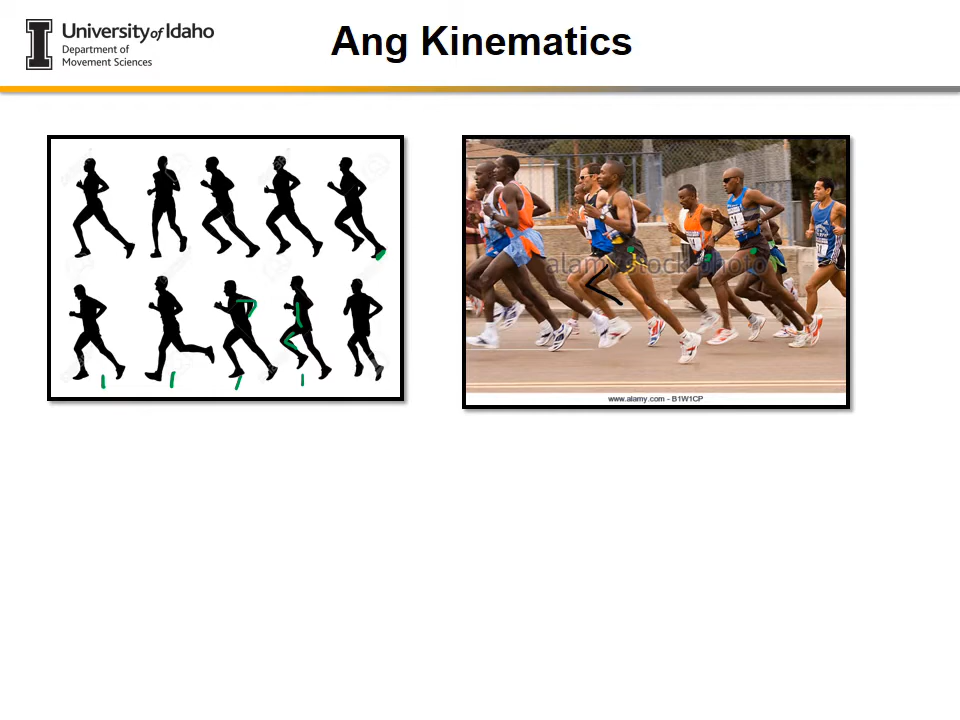 University of Idaho
Department of
Movement Sciences
Ang Kinematics
alamy stock photo
www.alamy.com - B1W1CP